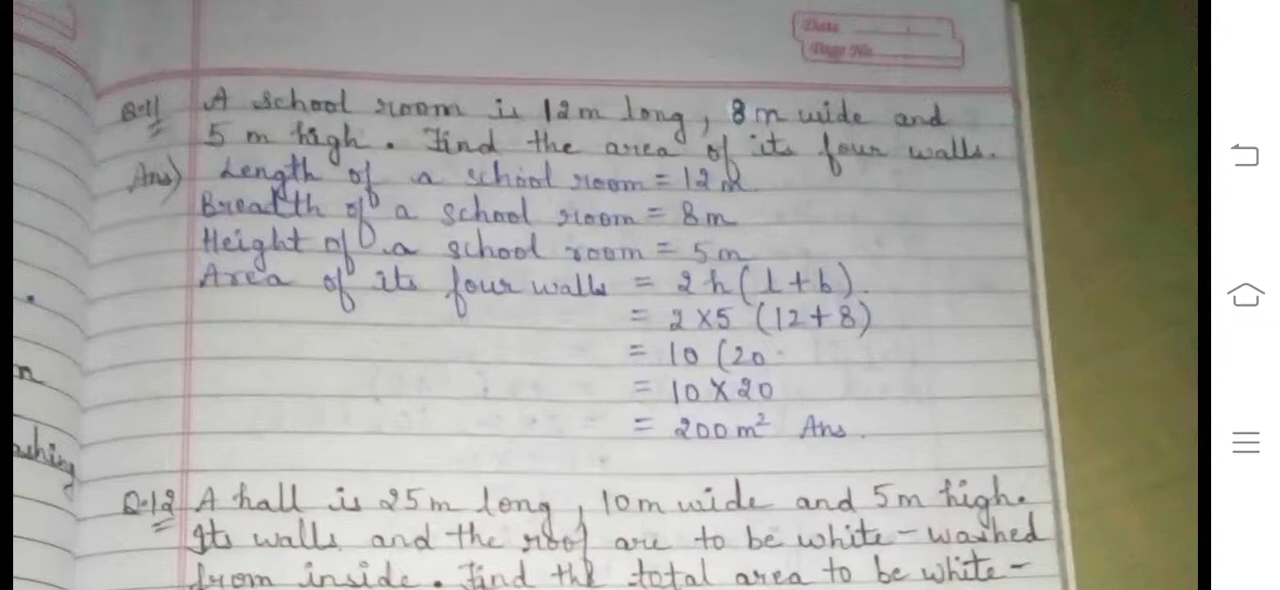 Date
Page No.
Q.11 A school room is 12m long, 8m wide and
5 m high. Find the area of its four walls.
Ans) Length of a school room = 12m
Breadth of a school room = 8m
Height of a school room = 5m
Area of its four walls = 2h(l+b).
= 2×5 (12+8)
= 10 (20
= 10×20
= 200m² Ans.
Q.12 A hall is 25m long, 10m wide and 5m high.
Its walls and the roof are to be white-washed
from inside. Find the total area to be white-